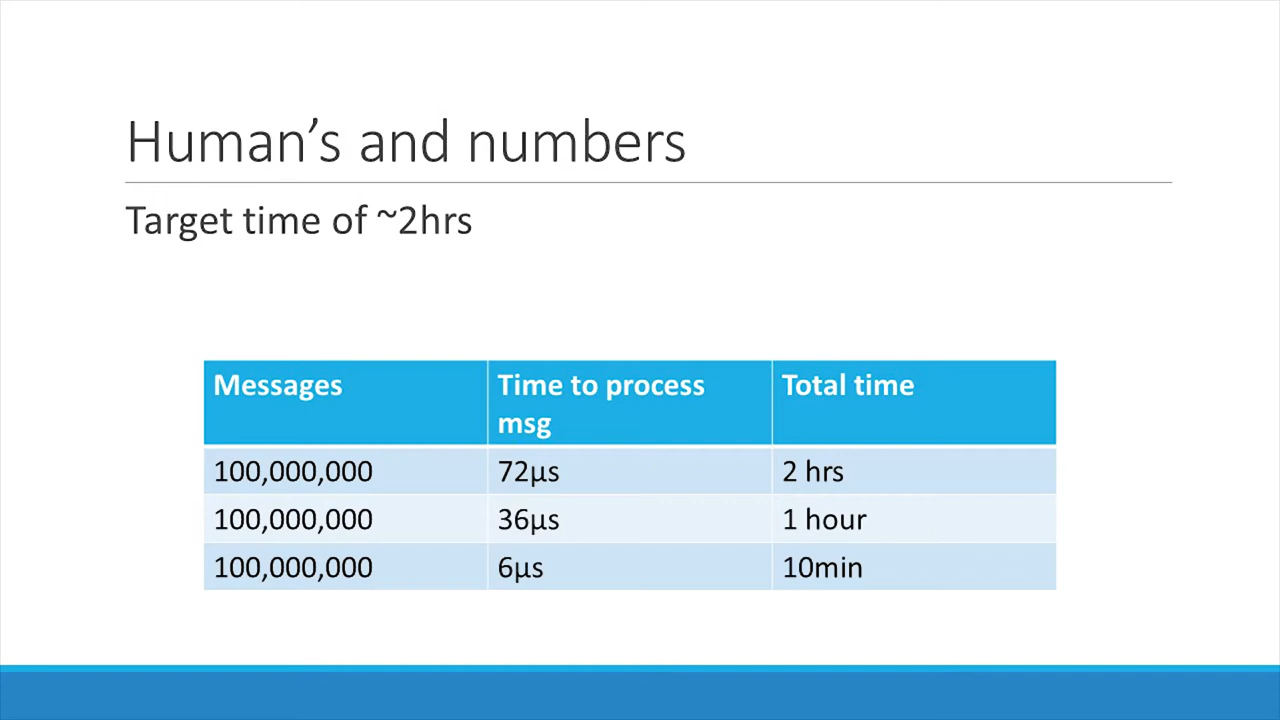 Human’s and numbers
Target time of ~2hrs
Messages Time to process msg Total time
100,000,000 72µs 2 hrs
100,000,000 36µs 1 hour
100,000,000 6µs 10min